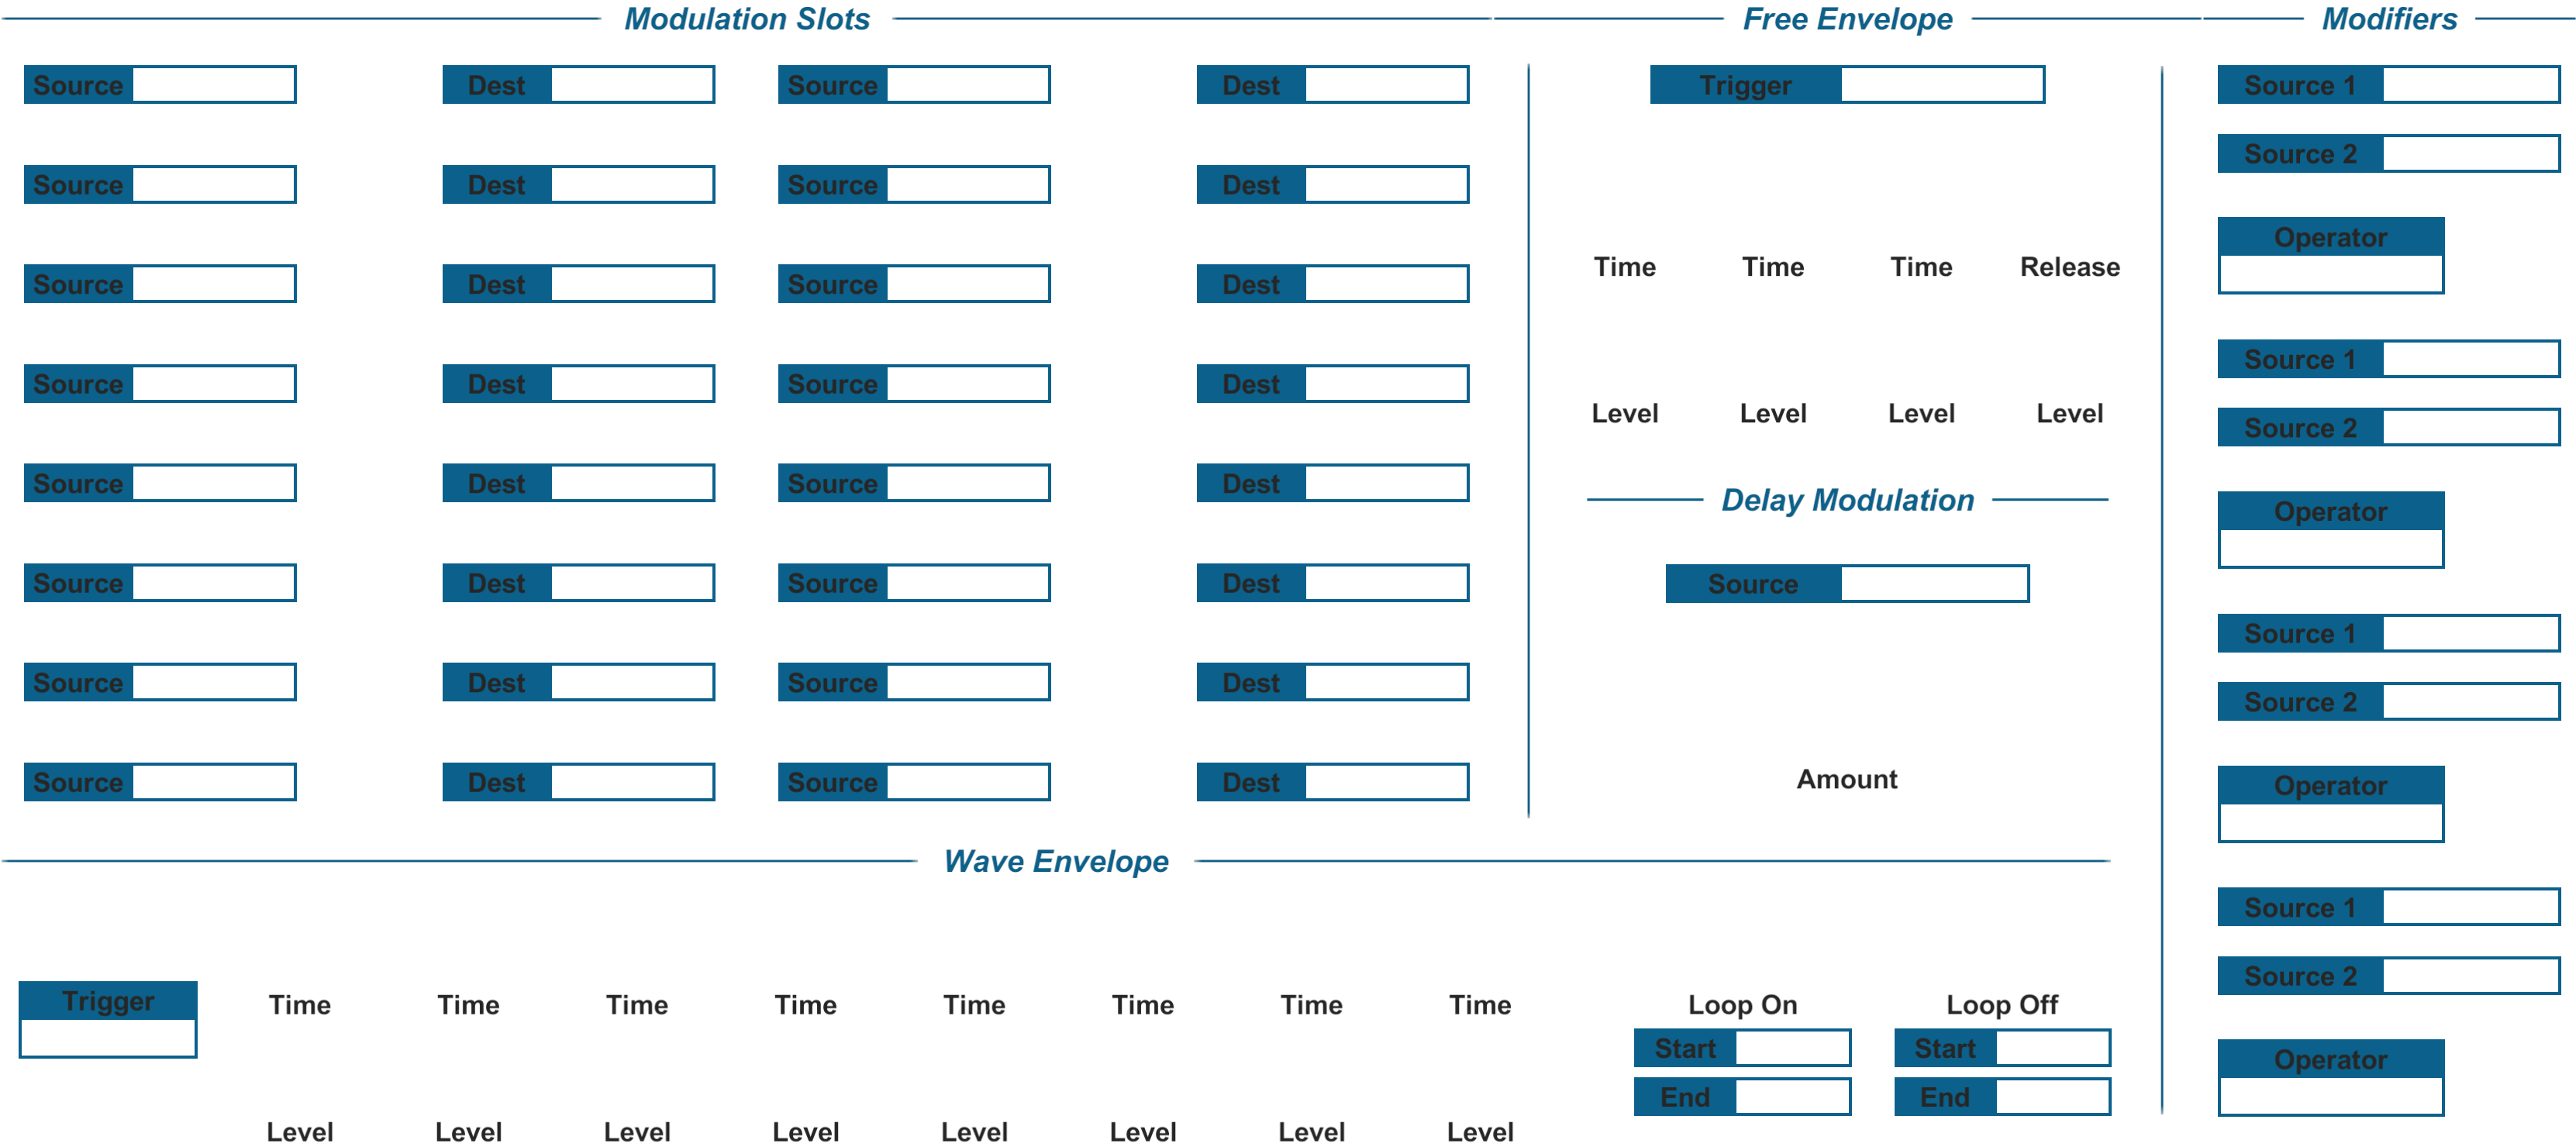 Modulation Slots Free Envelope Modifiers
Source Dest Source Dest Trigger Source 1
Source 2
Source Dest Source Dest
Operator
Source Dest Source Dest Time Time Time Release
Source 1
Source Dest Source Dest
Level Level Level Level Source 2
Source Dest Source Dest
Delay Modulation Operator
Source Dest Source Dest Source
Source 1
Source Dest Source Dest Source 2
Source Dest Source Dest Amount Operator
Wave Envelope
Source 1
Source 2
Trigger Time Time Time Time Time Time Time Time Loop On Loop Off
Start Start Operator
End End
Level Level Level Level Level Level Level Level